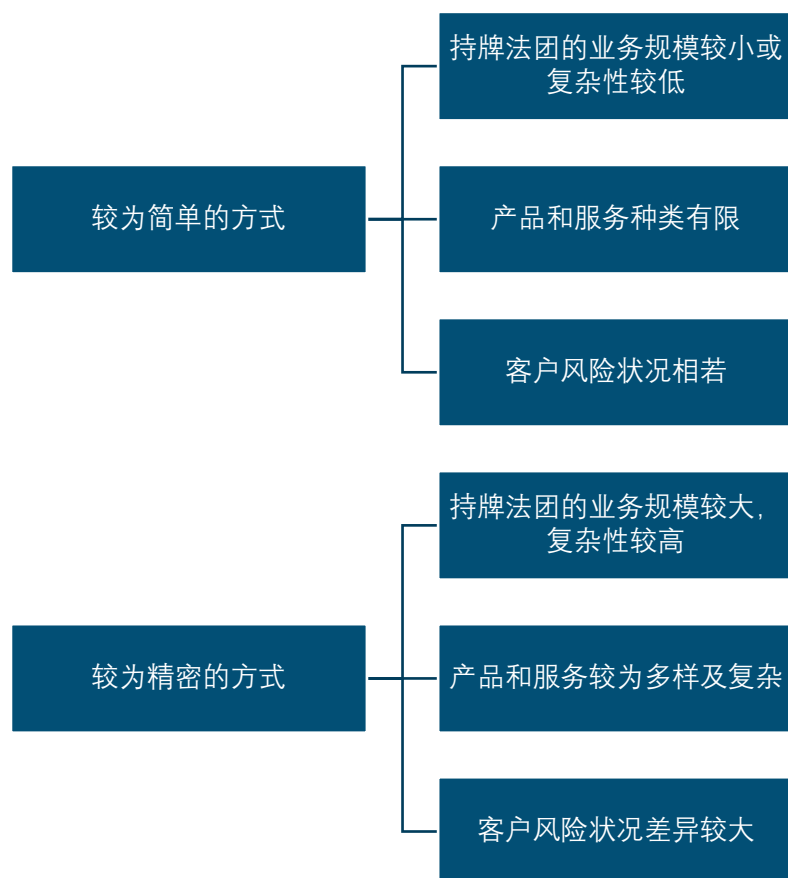 较为简单的方式
持牌法团的业务规模较小或
复杂性较低
产品和服务种类有限
客户风险状况相若
较为精密的方式
持牌法团的业务规模较大,
复杂性较高
产品和服务较为多样及复杂
客户风险状况差异较大